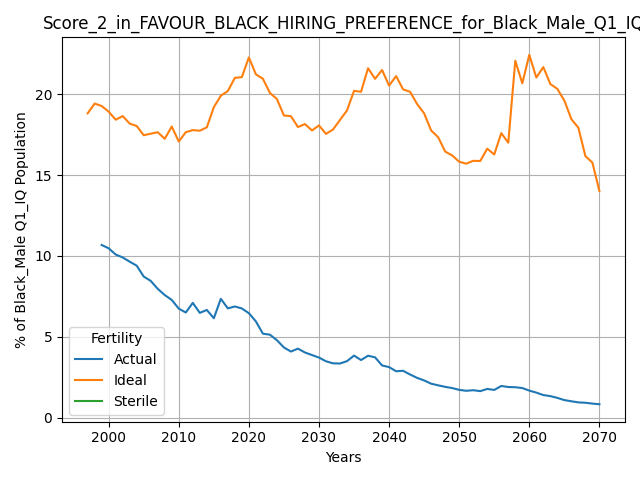 Score_2_in_FAVOUR_BLACK_HIRING_PREFERENCE_for_Black_Male_Q1_IQ
% of Black_Male Q1_IQ Population
20
15
10
5
0
Fertility
Actual
Ideal
Sterile
2000 2010 2020 2030 2040 2050 2060 2070
Years